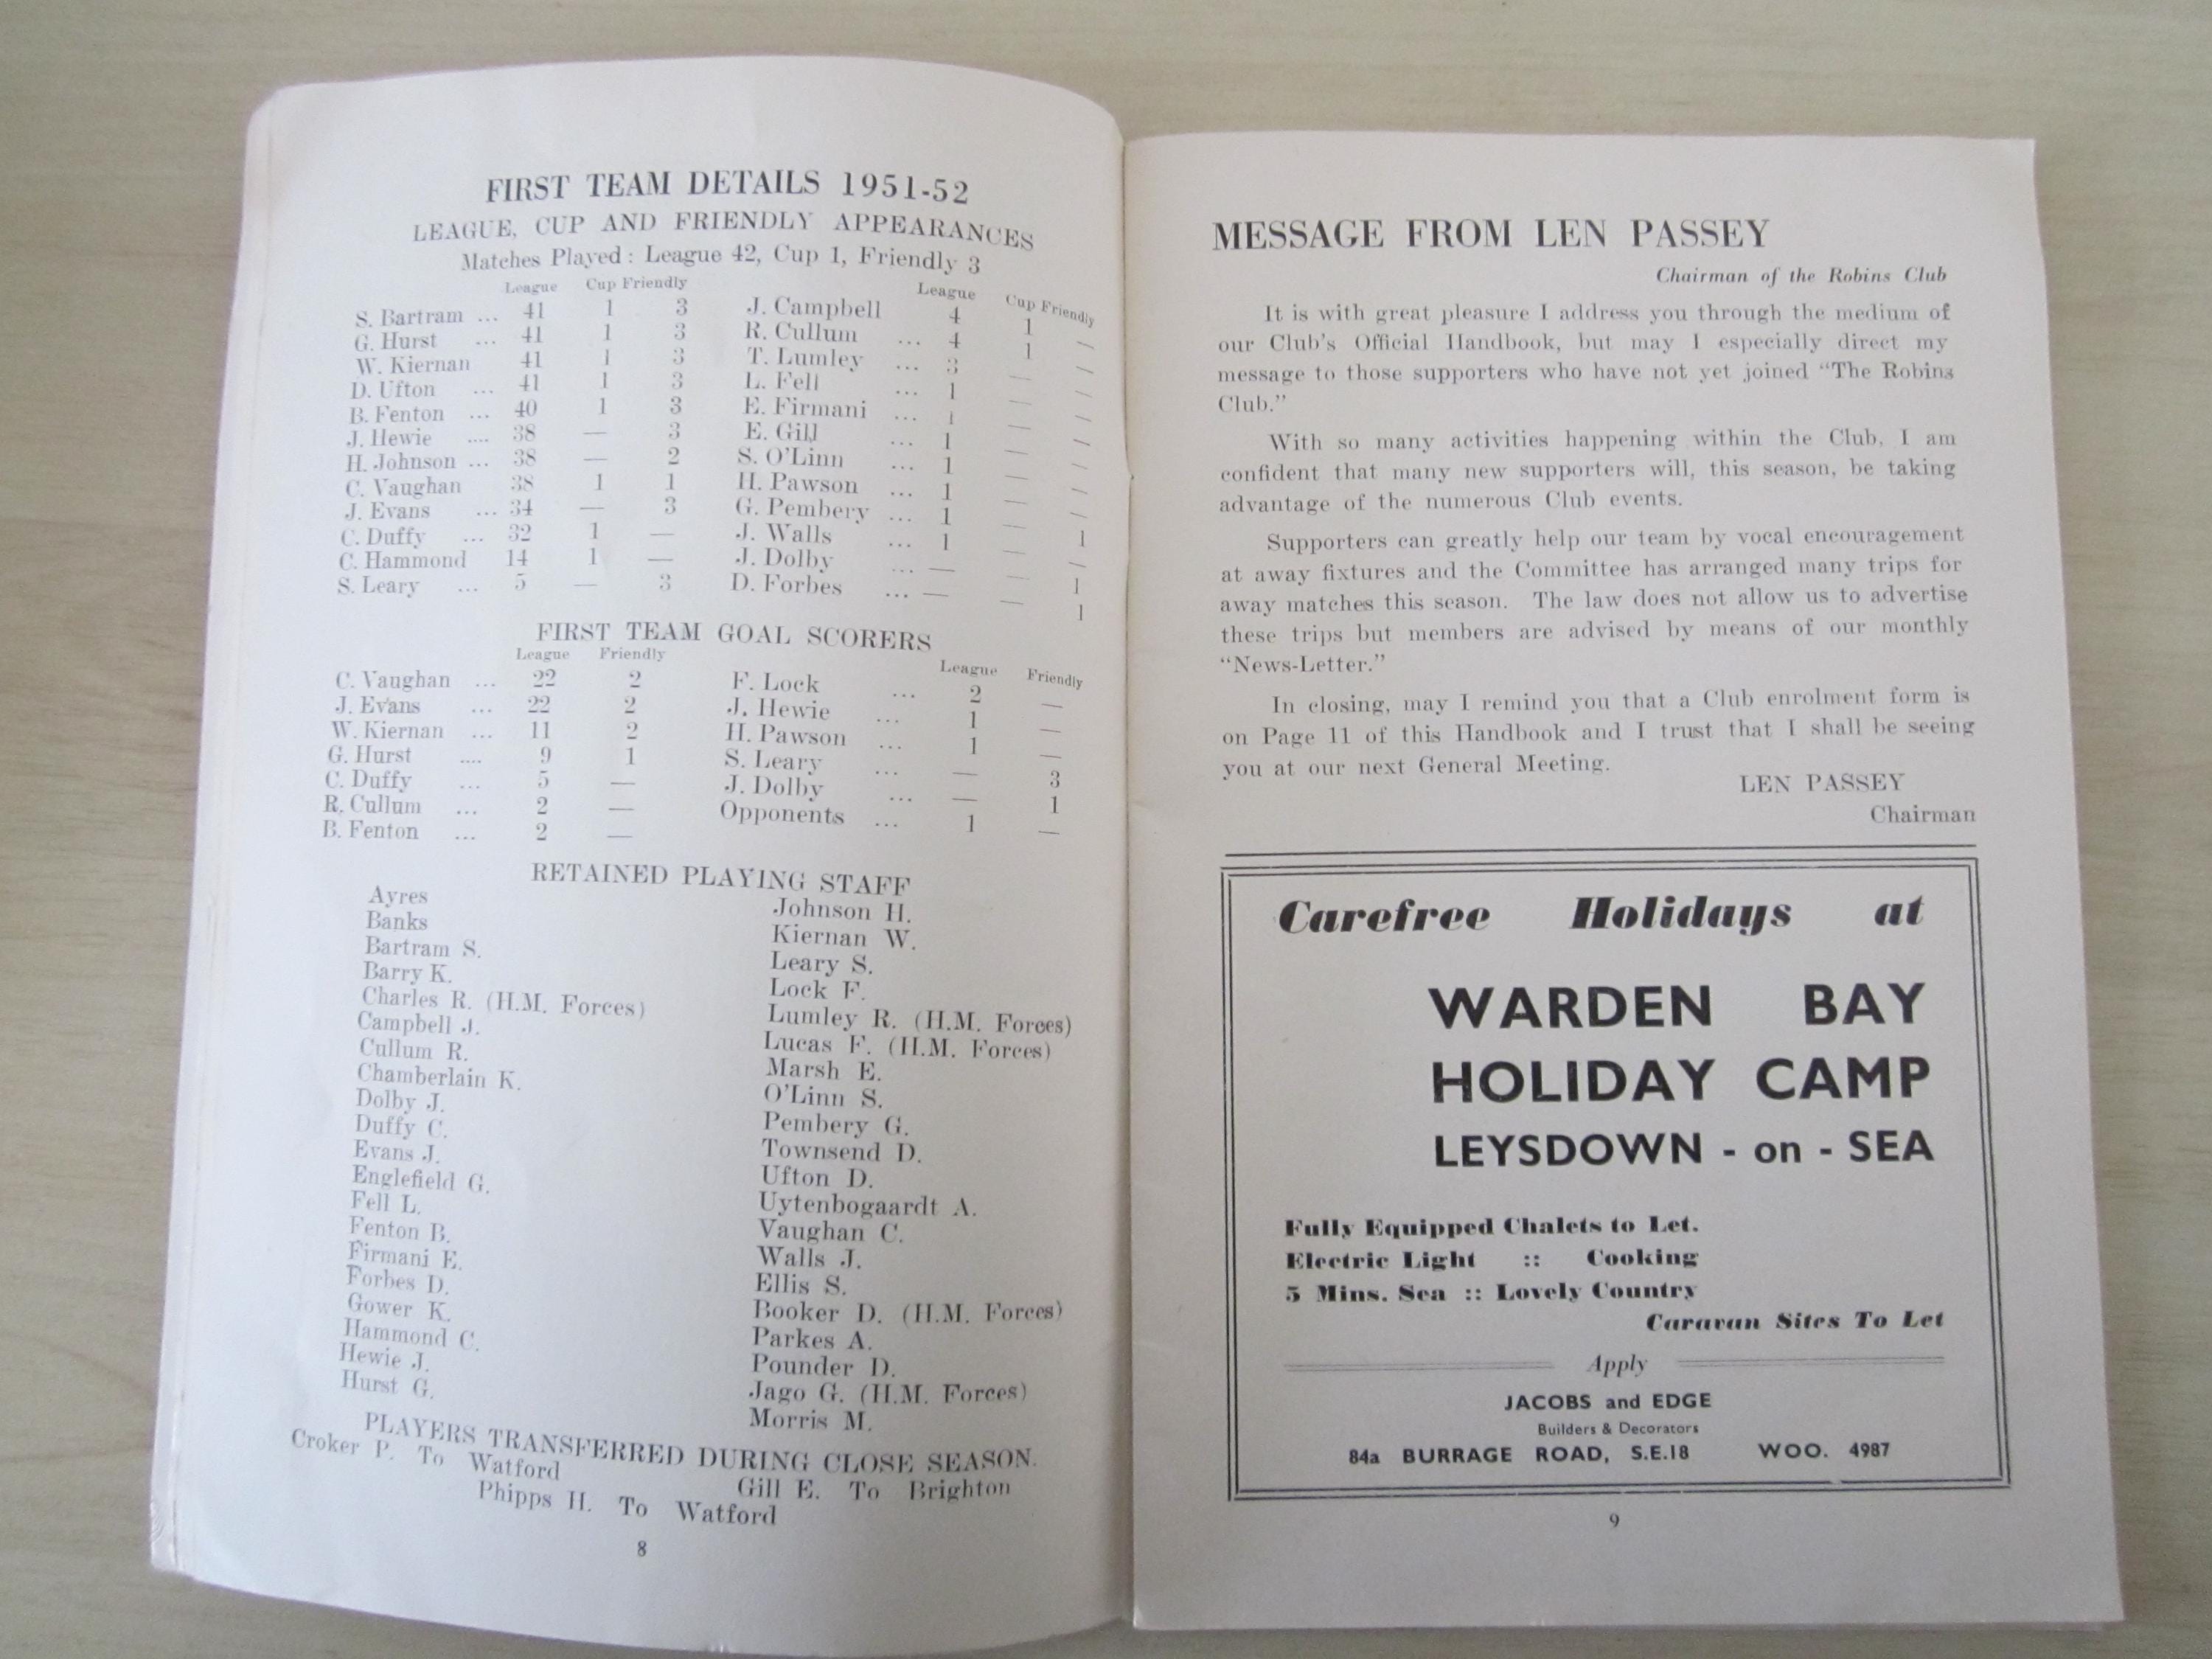 FIRST TEAM DETAILS 1951-52
LEAGUE, CUP AND FRIENDLY APPEARANCES
Matches Played : League 42, Cup 1, Friendly 3
League Cup Friendly
S. Bartram ... 41 1 3
G. Hurst ... 41 1 3
W. Kiernan 41 1 3
D. Ufton ... 41 1 3
B. Fenton ... 40 1 3
J. Hewie .... 38 — 3
H. Johnson ... 38 — 2
C. Vaughan 38 1 1
J. Evans ... 34 — 3
C. Duffy ... 32 1 —
C. Hammond 14 1 —
S. Leary ... 5 — 3
League Cup Friendly
J. Campbell 4 1 —
R. Cullum ... 4 1 —
T. Lumley ... 3 — —
L. Fell ... 1 — —
E. Firmani ... 1 — —
E. Gill ... 1 — —
S. O'Linn ... 1 — —
H. Pawson ... 1 — —
G. Pembery ... 1 — 1
J. Walls ... 1 — —
J. Dolby ... — — 1
D. Forbes ... — — 1
FIRST TEAM GOAL SCORERS
League Friendly
C. Vaughan ... 22 2
J. Evans ... 22 2
W. Kiernan ... 11 2
G. Hurst .... 9 1
C. Duffy ... 5 —
R. Cullum ... 2 —
B. Fenton ... 2 —
League Friendly
F. Lock ... 2 —
J. Hewie ... 1 —
H. Pawson ... 1 —
S. Leary ... — 3
J. Dolby ... — 1
Opponents ... 1 —
RETAINED PLAYING STAFF
Ayres
Banks
Bartram S.
Barry K.
Charles R. (H.M. Forces)
Campbell J.
Cullum R.
Chamberlain K.
Dolby J.
Duffy C.
Evans J.
Englefield G.
Fell L.
Fenton B.
Firmani E.
Forbes D.
Gower K.
Hammond C.
Hewie J.
Hurst G.
Johnson H.
Kiernan W.
Leary S.
Lock F.
Lumley R. (H.M. Forces)
Lucas F. (H.M. Forces)
Marsh E.
O'Linn S.
Pembery G.
Townsend D.
Ufton D.
Uytenbogaardt A.
Vaughan C.
Walls J.
Ellis S.
Booker D. (H.M. Forces)
Parkes A.
Pounder D.
Jago G. (H.M. Forces)
Morris M.
PLAYERS TRANSFERRED DURING CLOSE SEASON.
Croker P. To Watford Gill E. To Brighton
Phipps H. To Watford
8
MESSAGE FROM LEN PASSEY
Chairman of the Robins Club
It is with great pleasure I address you through the medium of
our Club's Official Handbook, but may I especially direct my
message to those supporters who have not yet joined "The Robins
Club."
With so many activities happening within the Club, I am
confident that many new supporters will, this season, be taking
advantage of the numerous Club events.
Supporters can greatly help our team by vocal encouragement
at away fixtures and the Committee has arranged many trips for
away matches this season. The law does not allow us to advertise
these trips but members are advised by means of our monthly
"News-Letter."
In closing, may I remind you that a Club enrolment form is
on Page 11 of this Handbook and I trust that I shall be seeing
you at our next General Meeting.
LEN PASSEY
Chairman
Carefree Holidays at
WARDEN BAY
HOLIDAY CAMP
LEYSDOWN - on - SEA
Fully Equipped Chalets to Let.
Electric Light :: Cooking
5 Mins. Sea :: Lovely Country
Caravan Sites To Let
Apply
JACOBS and EDGE
Builders & Decorators
84a BURRAGE ROAD, S.E.18 WOO. 4987
9